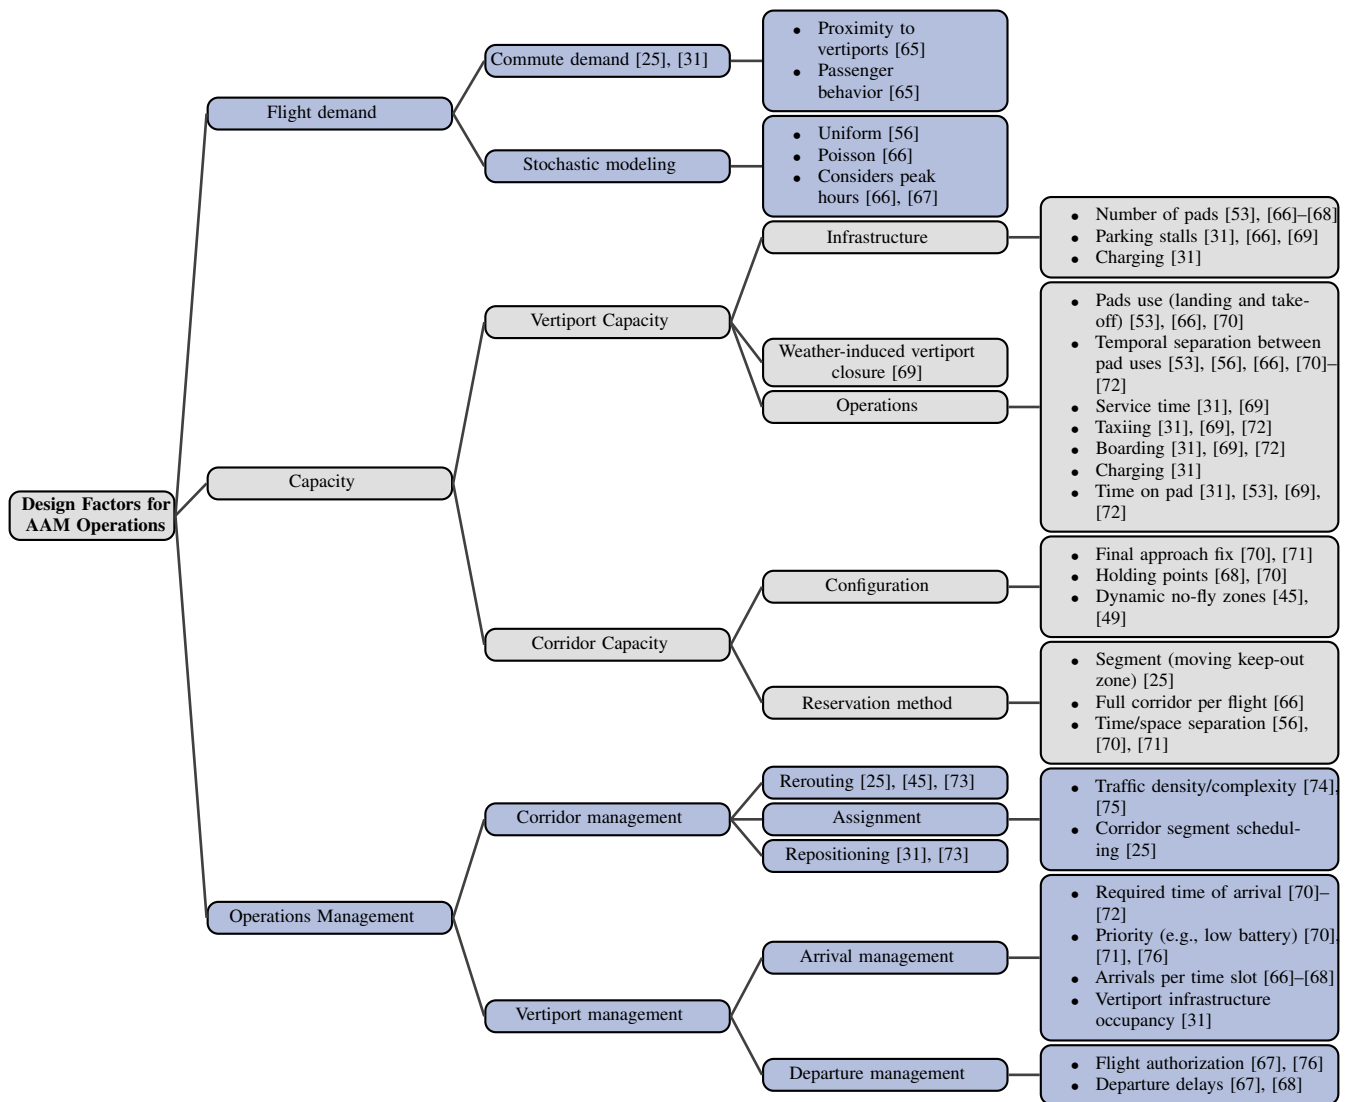 Design Factors for
AAM Operations
Flight demand
Commute demand [25], [31]
• Proximity to
vertiports [65]
• Passenger
behavior [65]
Stochastic modeling
• Uniform [56]
• Poisson [66]
• Considers peak
hours [66], [67]
Capacity
Vertiport Capacity
Infrastructure
• Number of pads [53], [66]–[68]
• Parking stalls [31], [66], [69]
• Charging [31]
Weather-induced vertiport
closure [69]
Operations
• Pads use (landing and take-
off) [53], [66], [70]
• Temporal separation between
pad uses [53], [56], [66], [70]–
[72]
• Service time [31], [69]
• Taxiing [31], [69], [72]
• Boarding [31], [69], [72]
• Charging [31]
• Time on pad [31], [53], [69],
[72]
Corridor Capacity
Configuration
• Final approach fix [70], [71]
• Holding points [68], [70]
• Dynamic no-fly zones [45],
[49]
Reservation method
• Segment (moving keep-out
zone) [25]
• Full corridor per flight [66]
• Time/space separation [56],
[70], [71]
Operations Management
Corridor management
Rerouting [25], [45], [73]
Assignment
• Traffic density/complexity [74],
[75]
• Corridor segment schedul-
ing [25]
Repositioning [31], [73]
Vertiport management
Arrival management
• Required time of arrival [70]–
[72]
• Priority (e.g., low battery) [70],
[71], [76]
• Arrivals per time slot [66]–[68]
• Vertiport infrastructure
occupancy [31]
Departure management
• Flight authorization [67], [76]
• Departure delays [67], [68]